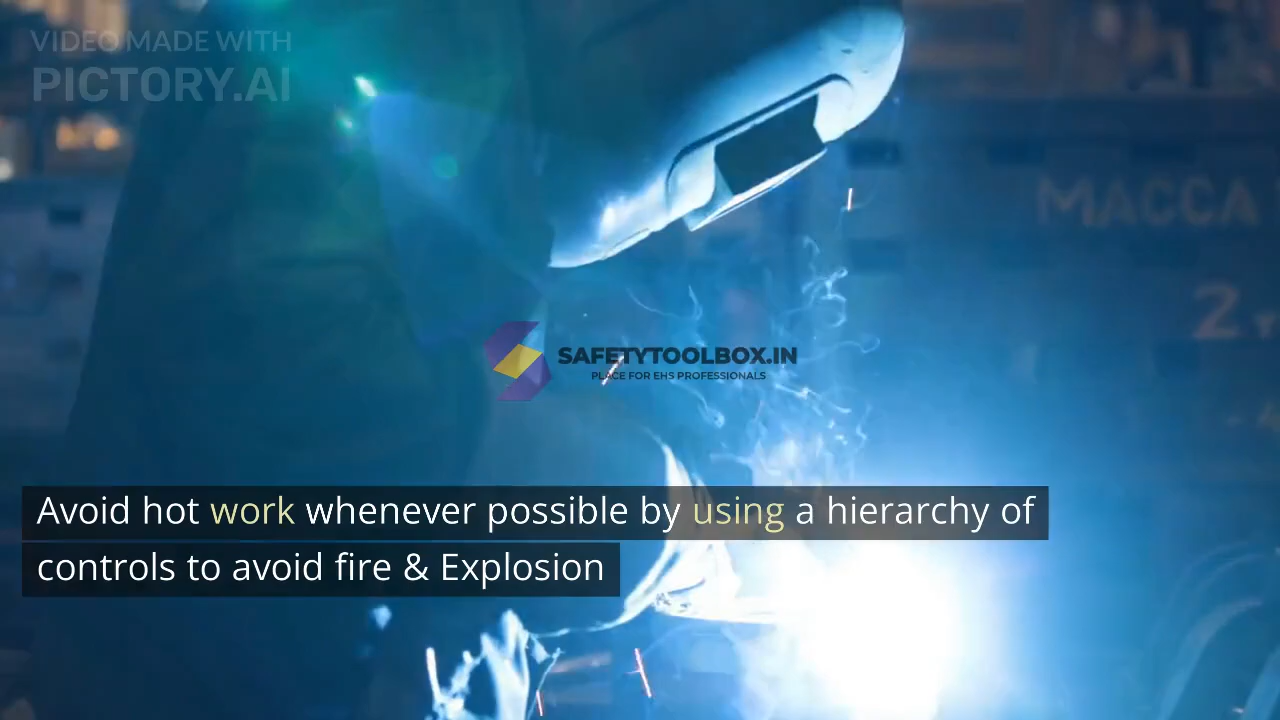 VIDEO MADE WITH
PICTORY.AI
MACCA
2
SAFETYTOOLBOX.IN
PLACE FOR EHS PROFESSIONALS
Avoid hot work whenever possible by using a hierarchy of
controls to avoid fire & Explosion